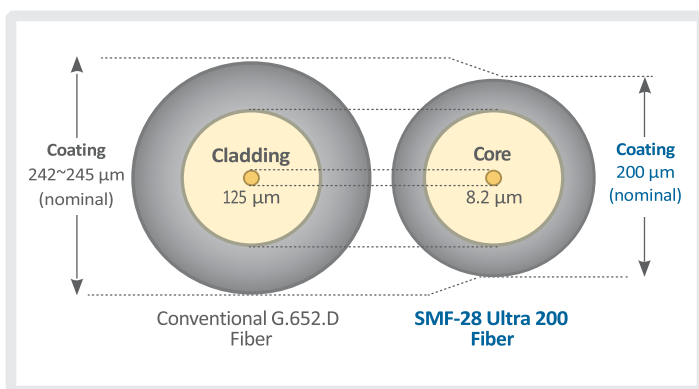 Coating
242~245 µm
(nominal)
Cladding
125 µm
Core
8.2 µm
Coating
200 µm
(nominal)
Conventional G.652.D
Fiber
SMF-28 Ultra 200
Fiber